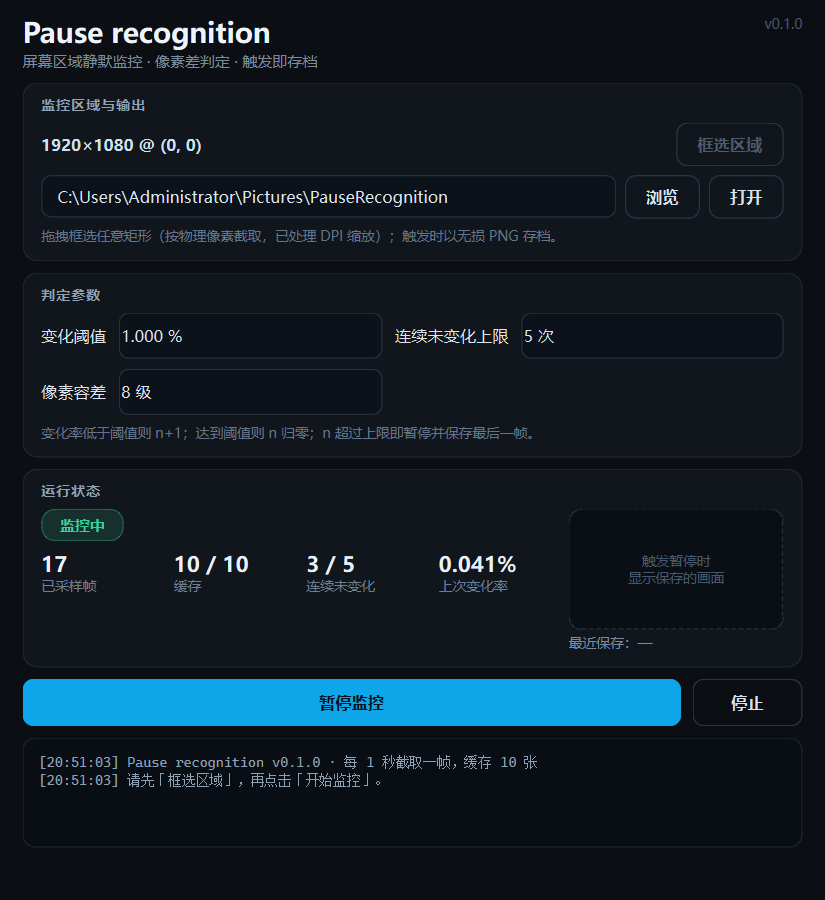 Pause recognition
v0.1.0
屏幕区域静默监控 · 像素差判定 · 触发即存档
监控区域与输出
1920×1080 @ (0, 0)
框选区域
C:\Users\Administrator\Pictures\PauseRecognition
浏览
打开
拖拽框选任意矩形（按物理像素截取，已处理 DPI 缩放）；触发时以无损 PNG 存档。
判定参数
变化阈值
1.000 %
连续未变化上限
5 次
像素容差
8 级
变化率低于阈值则 n+1；达到阈值则 n 归零；n 超过上限即暂停并保存最后一帧。
运行状态
监控中
17
已采样帧
10 / 10
缓存
3 / 5
连续未变化
0.041%
上次变化率
触发暂停时
显示保存的画面
最近保存：—
暂停监控
停止
[20:51:03] Pause recognition v0.1.0 · 每 1 秒截取一帧，缓存 10 张
[20:51:03] 请先「框选区域」，再点击「开始监控」。